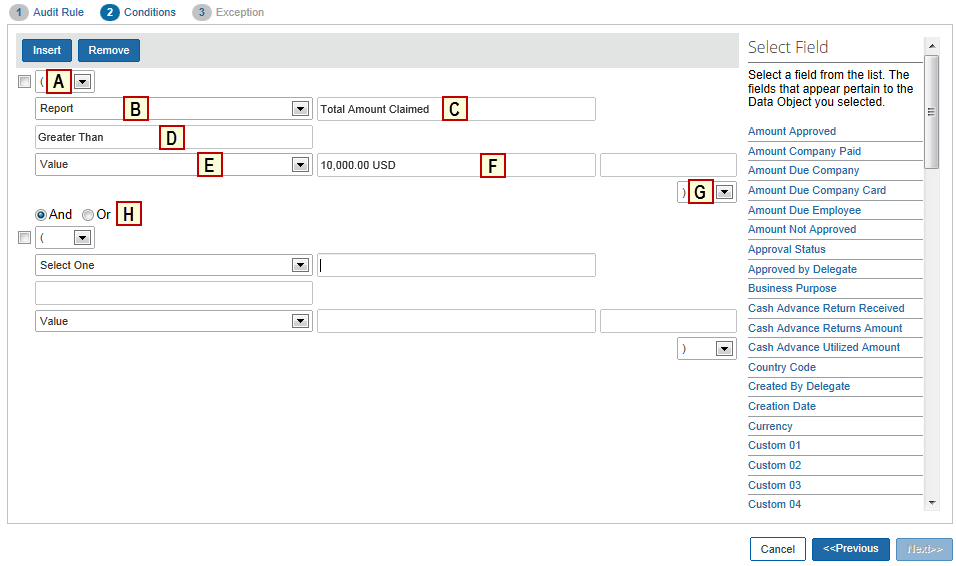 1 Audit Rule 2 Conditions 3 Exception
Insert Remove
( A
Report B Total Amount Claimed C
Greater Than D
Value E 10,000.00 USD F
) G
And Or H
(
Select One
Value
)
Select Field
Select a field from the list. The
fields that appear pertain to the
Data Object you selected.
Amount Approved
Amount Company Paid
Amount Due Company
Amount Due Company Card
Amount Due Employee
Amount Not Approved
Approval Status
Approved by Delegate
Business Purpose
Cash Advance Return Received
Cash Advance Returns Amount
Cash Advance Utilized Amount
Country Code
Created By Delegate
Creation Date
Currency
Custom 01
Custom 02
Custom 03
Custom 04
Cancel <<Previous Next>>